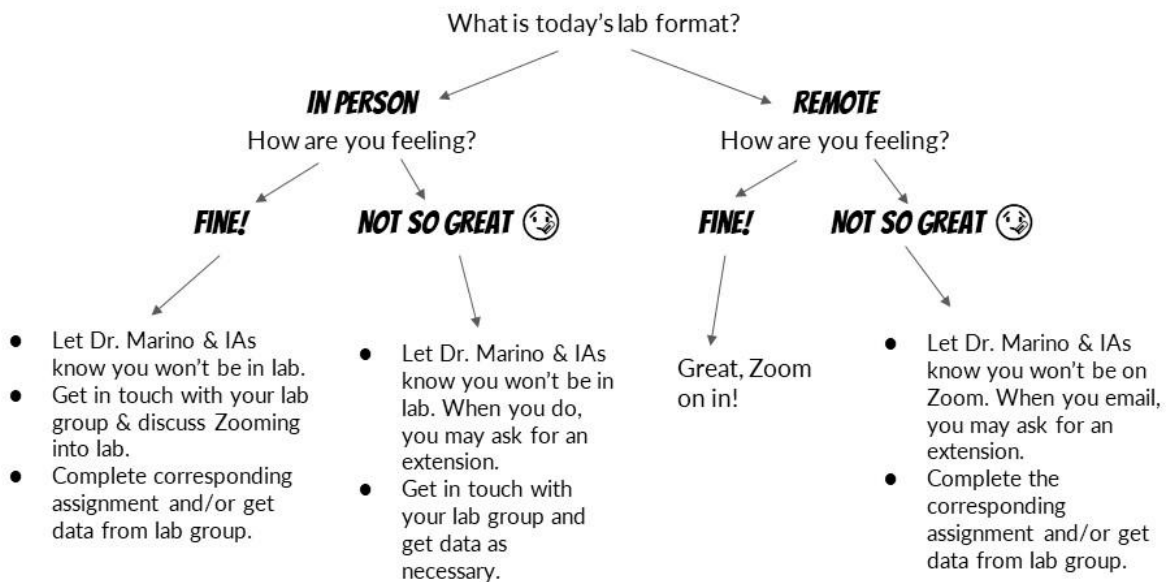 What is today's lab format?
IN PERSON
How are you feeling?
FINE!
NOT SO GREAT
● Let Dr. Marino & IAs
know you won't be in lab.
● Get in touch with your lab
group & discuss Zooming
into lab.
● Complete corresponding
assignment and/or get
data from lab group.
● Let Dr. Marino & IAs
know you won't be in
lab. When you do,
you may ask for an
extension.
● Get in touch with
your lab group and
get data as
necessary.
REMOTE
How are you feeling?
FINE!
NOT SO GREAT
Great, Zoom
on in!
● Let Dr. Marino & IAs
know you won't be on
Zoom. When you email,
you may ask for an
extension.
● Complete the
corresponding
assignment and/or get
data from lab group.